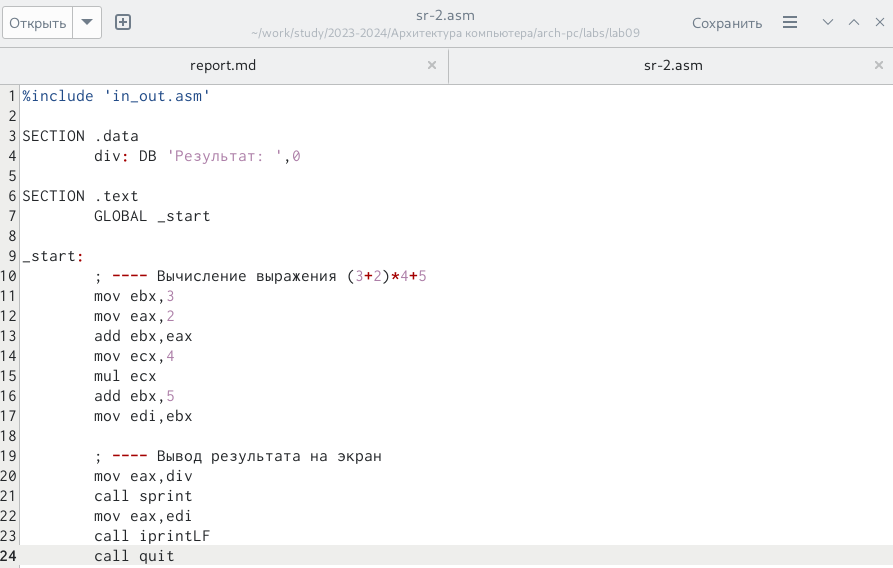 Открыть
sr-2.asm
~/work/study/2023-2024/Архитектура компьютера/arch-pc/labs/lab09
Сохранить
report.md
sr-2.asm
1 %include 'in_out.asm'
2
3 SECTION .data
4 div: DB 'Результат: ',0
5
6 SECTION .text
7 GLOBAL _start
8
9 _start:
10 ; ---- Вычисление выражения (3+2)*4+5
11 mov ebx,3
12 mov eax,2
13 add ebx,eax
14 mov ecx,4
15 mul ecx
16 add ebx,5
17 mov edi,ebx
18
19 ; ---- Вывод результата на экран
20 mov eax,div
21 call sprint
22 mov eax,edi
23 call iprintLF
24 call quit